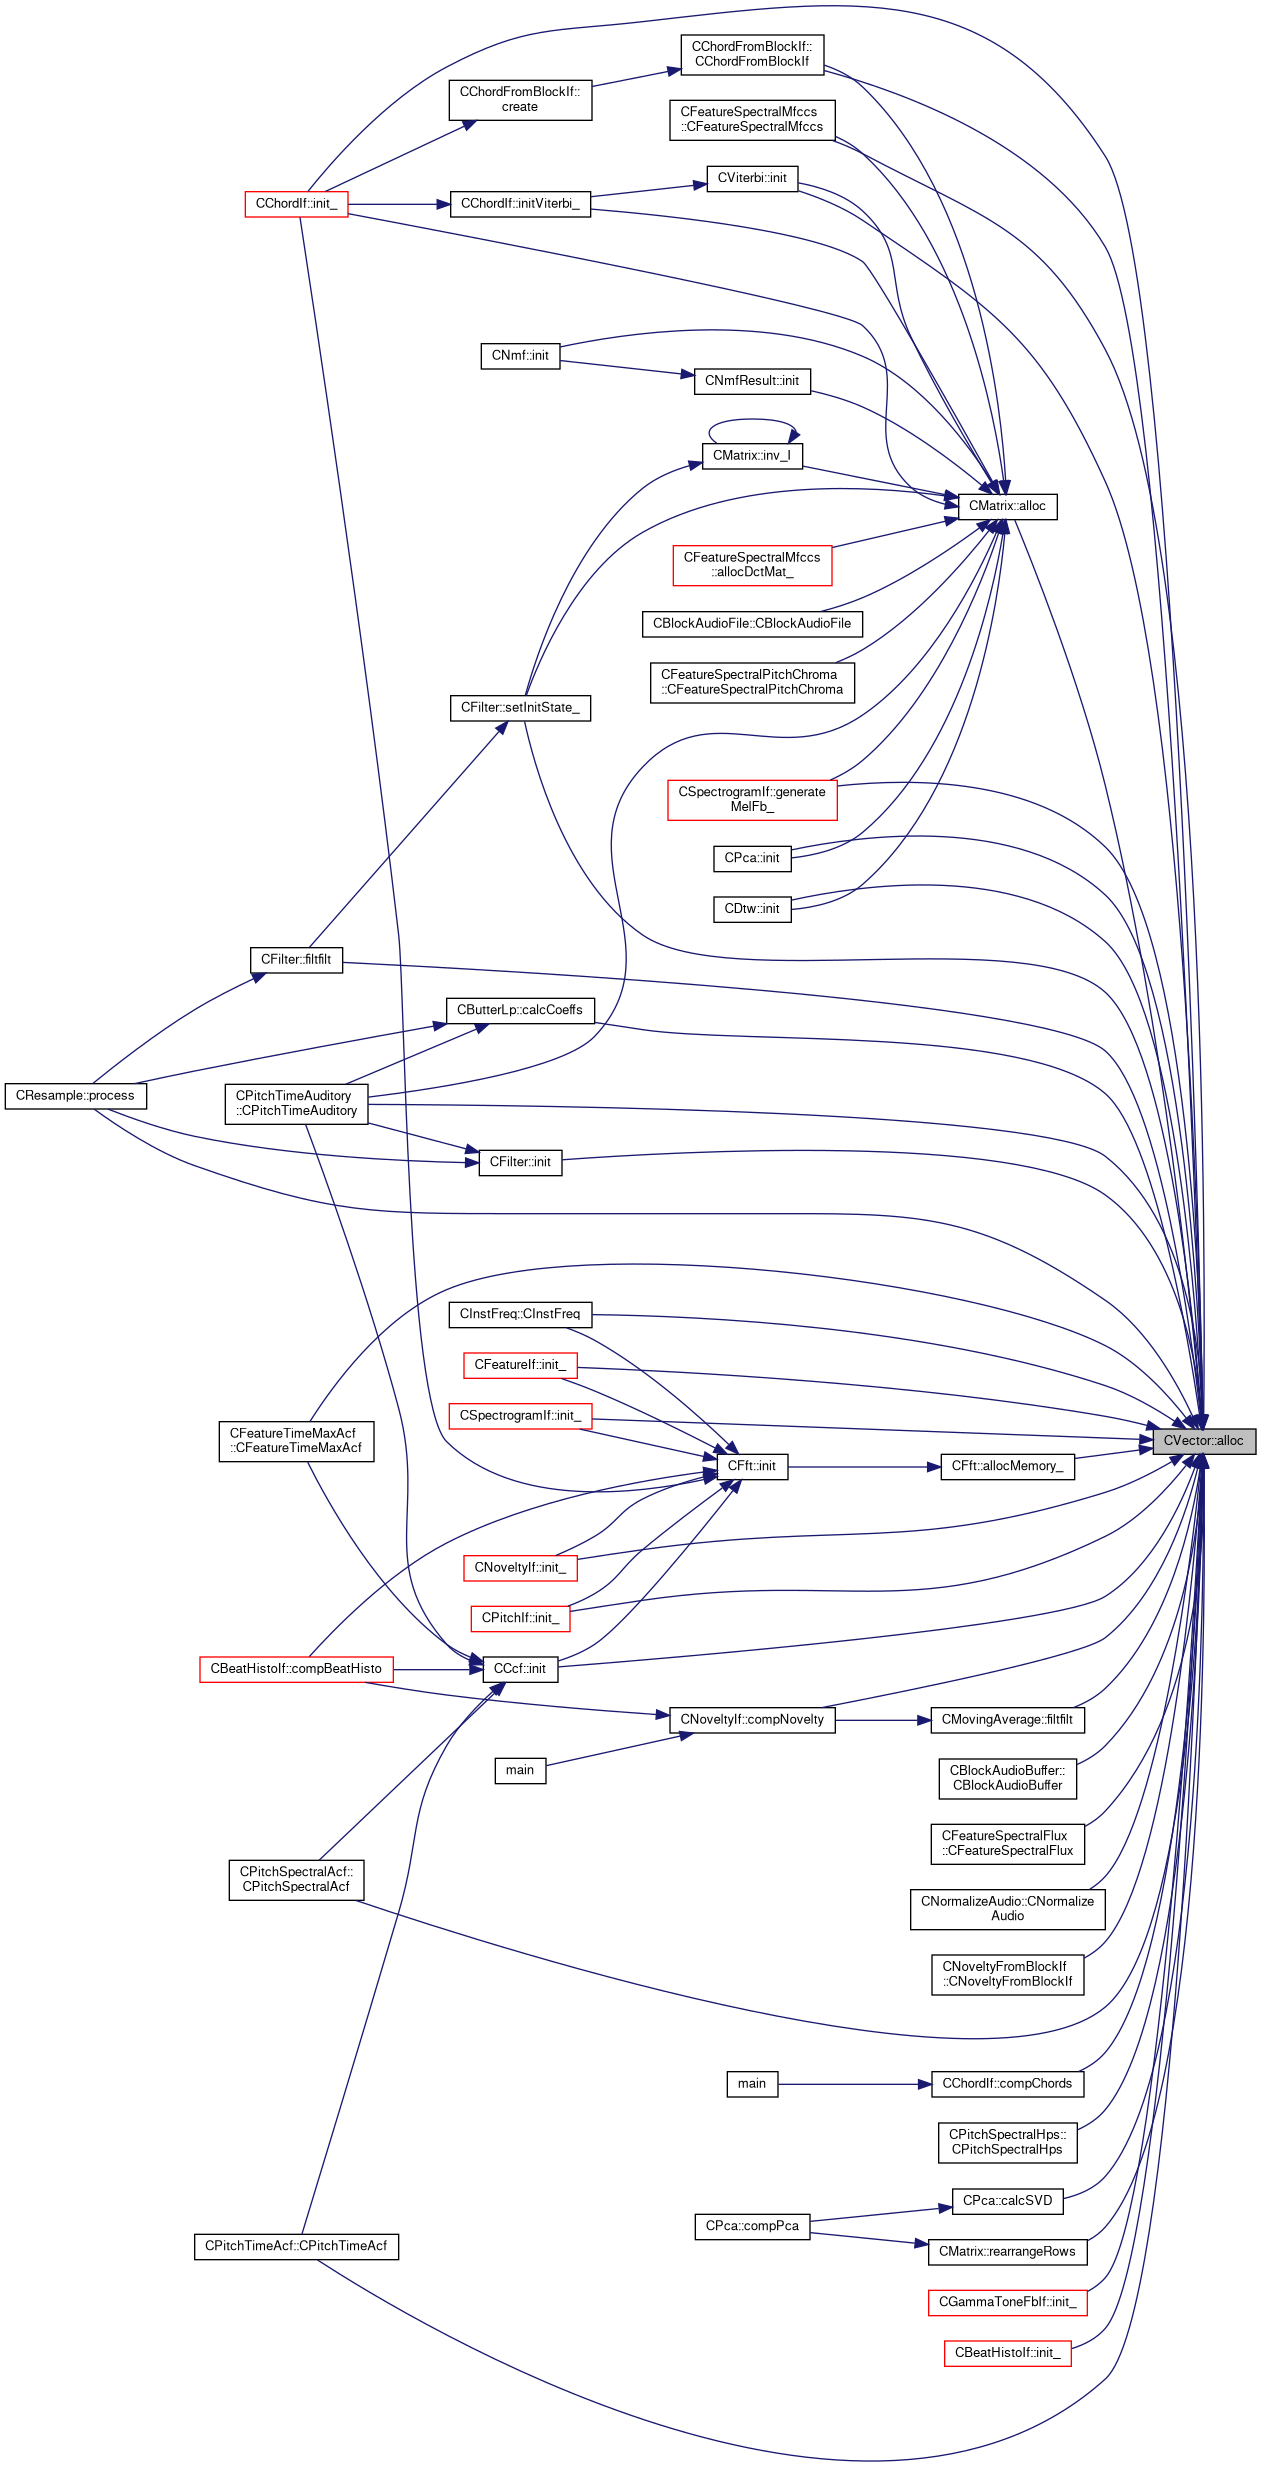 CChordFromBlockIf::
CChordFromBlockIf
CChordFromBlockIf::
create
CFeatureSpectralMfccs
::CFeatureSpectralMfccs
CViterbi::init
CChordIf::init_
CChordIf::initViterbi_
CNmf::init
CNmfResult::init
CMatrix::inv_I
CMatrix::alloc
CFeatureSpectralMfccs
::allocDctMat_
CBlockAudioFile::CBlockAudioFile
CFeatureSpectralPitchChroma
::CFeatureSpectralPitchChroma
CFilter::setInitState_
CSpectrogramIf::generate
MelFb_
CPca::init
CDtw::init
CFilter::filtfilt
CButterLp::calcCoeffs
CResample::process
CPitchTimeAuditory
::CPitchTimeAuditory
CFilter::init
CInstFreq::CInstFreq
CFeatureIf::init_
CSpectrogramIf::init_
CFeatureTimeMaxAcf
::CFeatureTimeMaxAcf
CVector::alloc
CFft::init
CFft::allocMemory_
CNoveltyIf::init_
CPitchIf::init_
CBeatHistoIf::compBeatHisto
CCcf::init
CNoveltyIf::compNovelty
CMovingAverage::filtfilt
main
CBlockAudioBuffer::
CBlockAudioBuffer
CFeatureSpectralFlux
::CFeatureSpectralFlux
CPitchSpectralAcf::
CPitchSpectralAcf
CNormalizeAudio::CNormalize
Audio
CNoveltyFromBlockIf
::CNoveltyFromBlockIf
main
CChordIf::compChords
CPitchSpectralHps::
CPitchSpectralHps
CPca::calcSVD
CPca::compPca
CPitchTimeAcf::CPitchTimeAcf
CMatrix::rearrangeRows
CGammaToneFbIf::init_
CBeatHistoIf::init_